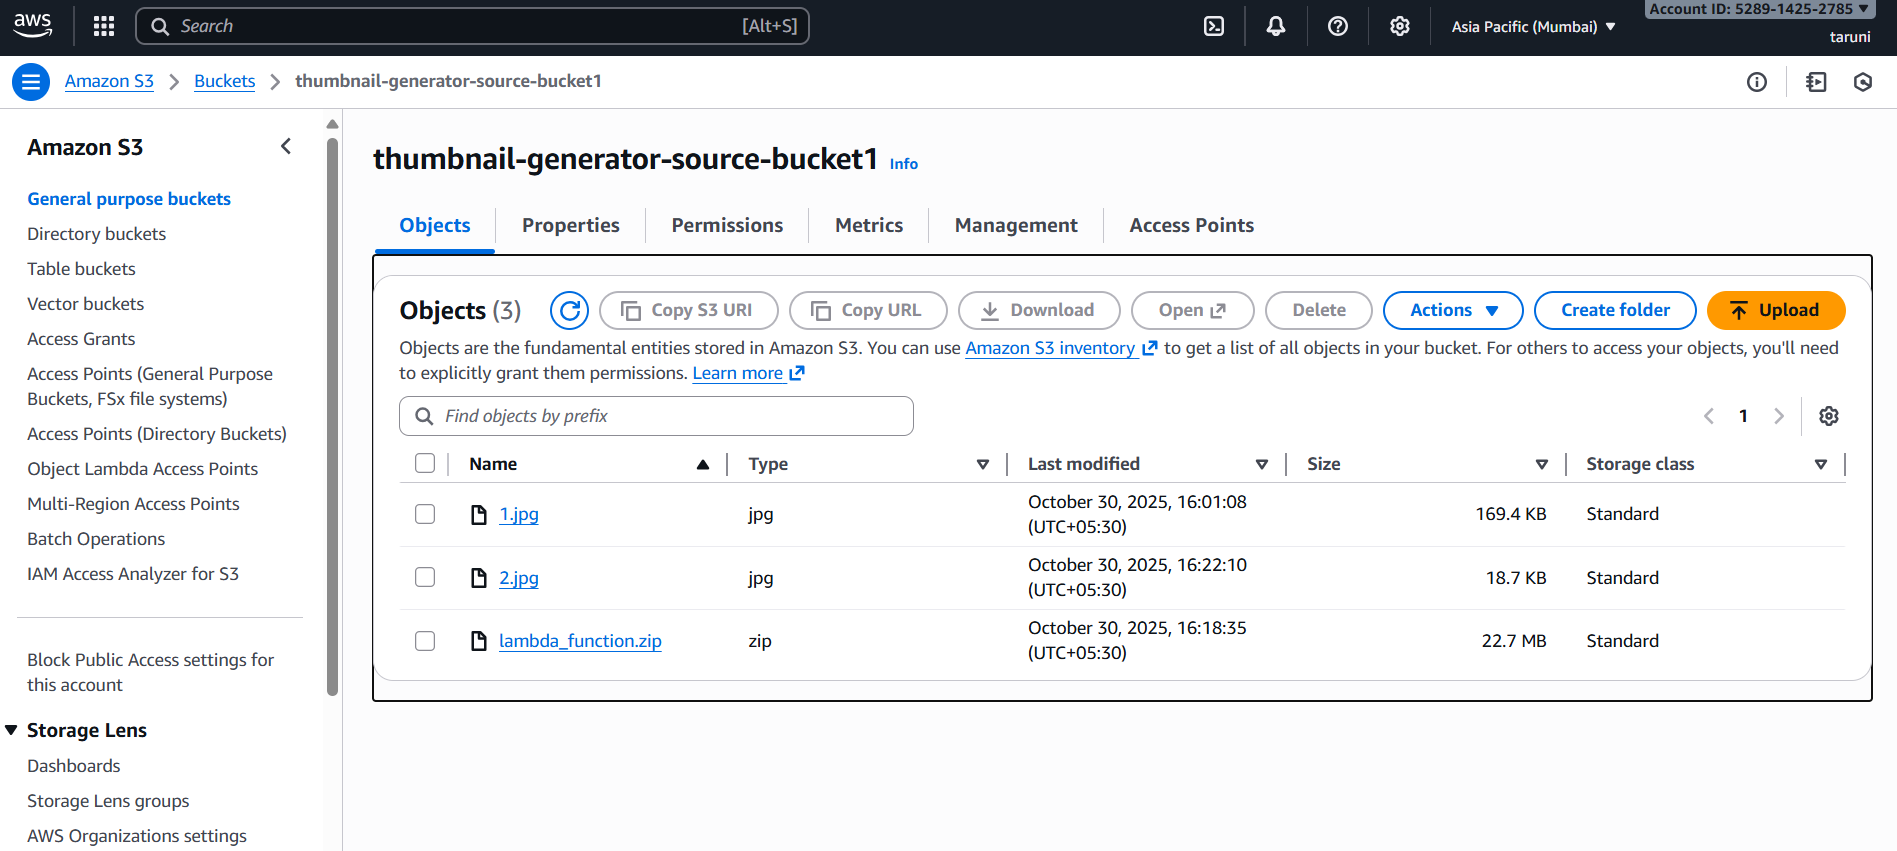 aws
Search [Alt+S]
Asia Pacific (Mumbai)
Account ID: 5289-1425-2785
taruni
Amazon S3 Buckets thumbnail-generator-source-bucket1
Amazon S3
General purpose buckets
Directory buckets
Table buckets
Vector buckets
Access Grants
Access Points (General Purpose
Buckets, FSx file systems)
Access Points (Directory Buckets)
Object Lambda Access Points
Multi-Region Access Points
Batch Operations
IAM Access Analyzer for S3
Block Public Access settings for
this account
Storage Lens
Dashboards
Storage Lens groups
AWS Organizations settings
thumbnail-generator-source-bucket1 Info
Objects Properties Permissions Metrics Management Access Points
Objects (3) Copy S3 URI Copy URL Download Open Delete Actions Create folder Upload
Objects are the fundamental entities stored in Amazon S3. You can use Amazon S3 inventory to get a list of all objects in your bucket. For others to access your objects, you'll need
to explicitly grant them permissions. Learn more
Find objects by prefix
1
Name Type Last modified Size Storage class
1.jpg jpg October 30, 2025, 16:01:08 (UTC+05:30) 169.4 KB Standard
2.jpg jpg October 30, 2025, 16:22:10 (UTC+05:30) 18.7 KB Standard
lambda_function.zip zip October 30, 2025, 16:18:35 (UTC+05:30) 22.7 MB Standard